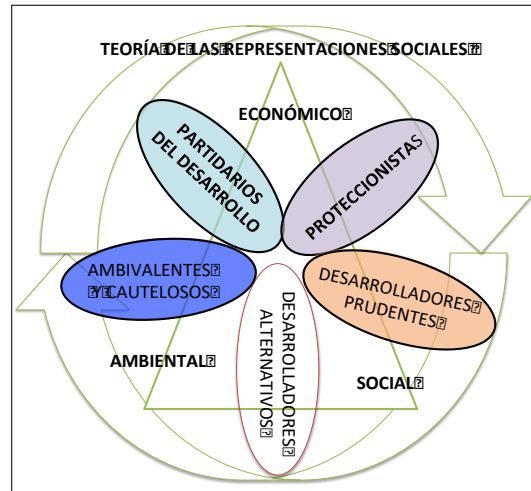 TEORÍA DE LAS REPRESENTACIONES SOCIALES
ECONÓMICO
PARTIDARIOS
DEL DESARROLLO
PROTECCIONISTAS
AMBIVALENTES
Y CAUTELOSOS
DESARROLLADORES
PRUDENTES
DESARROLLADORES
ALTERNATIVOS
AMBIENTAL
SOCIAL